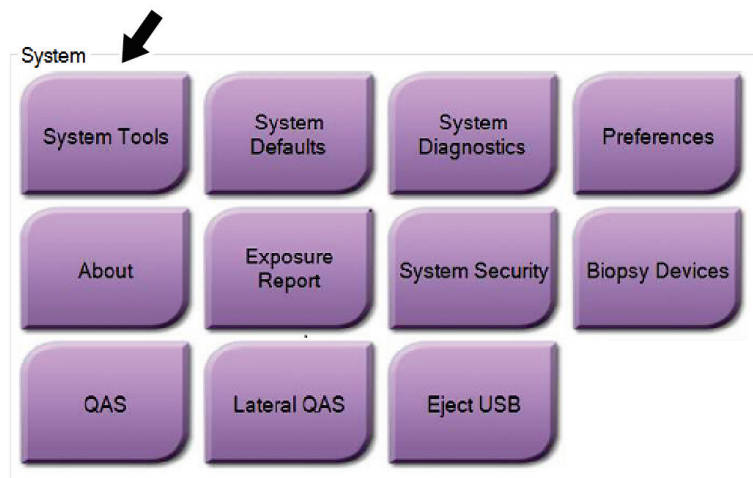 System
System Tools
System
Defaults
System
Diagnostics
Preferences
About
Exposure
Report
System Security
Biopsy Devices
QAS
Lateral QAS
Eject USB